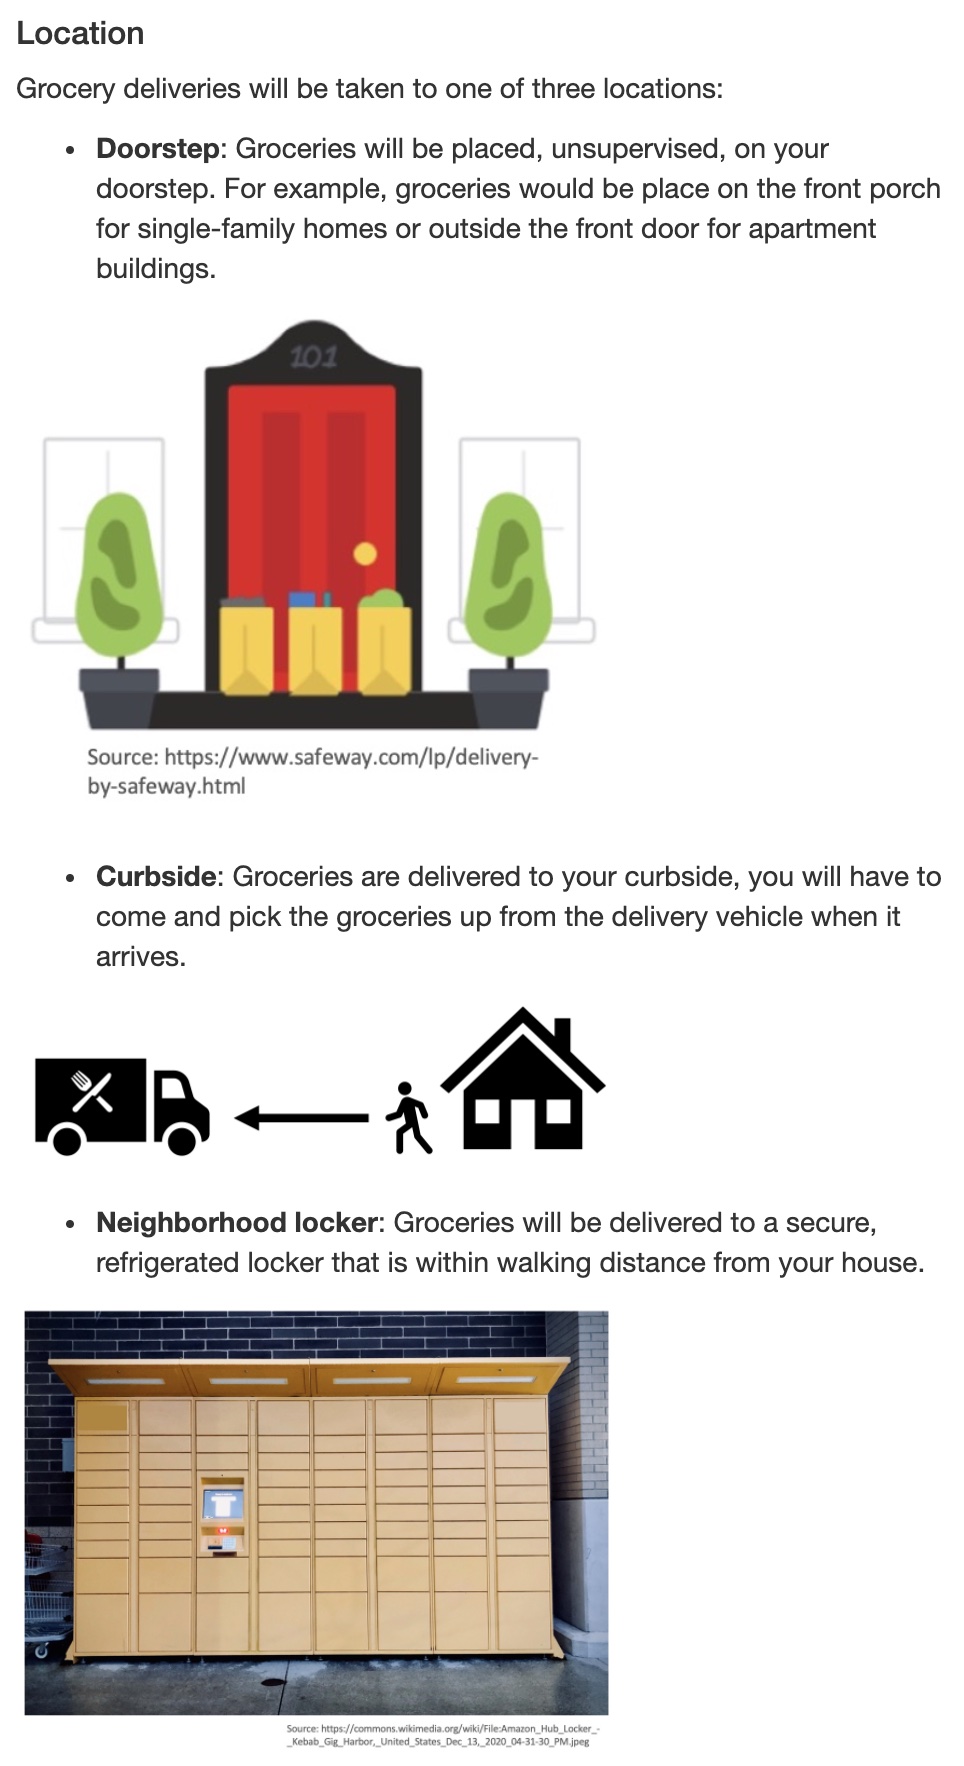 Location
Grocery deliveries will be taken to one of three locations:
• Doorstep: Groceries will be placed, unsupervised, on your
doorstep. For example, groceries would be place on the front porch
for single-family homes or outside the front door for apartment
buildings.
101
Source: https://www.safeway.com/lp/delivery-
by-safeway.html
• Curbside: Groceries are delivered to your curbside, you will have to
come and pick the groceries up from the delivery vehicle when it
arrives.
• Neighborhood locker: Groceries will be delivered to a secure,
refrigerated locker that is within walking distance from your house.
Source: https://commons.wikimedia.org/wiki/File:Amazon_Hub_Locker_-
_Kebab_Gig_Harbor,_United_States_Dec_13,_2020_04-31-30_PM.jpeg